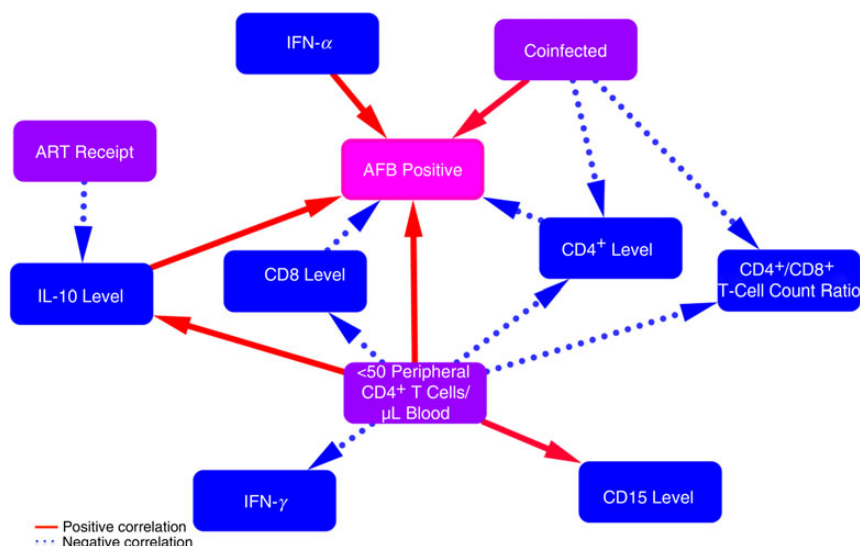 IFN-α
Coinfected
ART Receipt
AFB Positive
IL-10 Level
CD8 Level
CD4⁺ Level
CD4⁺/CD8⁺
T-Cell Count Ratio
<50 Peripheral
CD4⁺ T Cells/
µL Blood
IFN-γ
CD15 Level
Positive correlation
Negative correlation